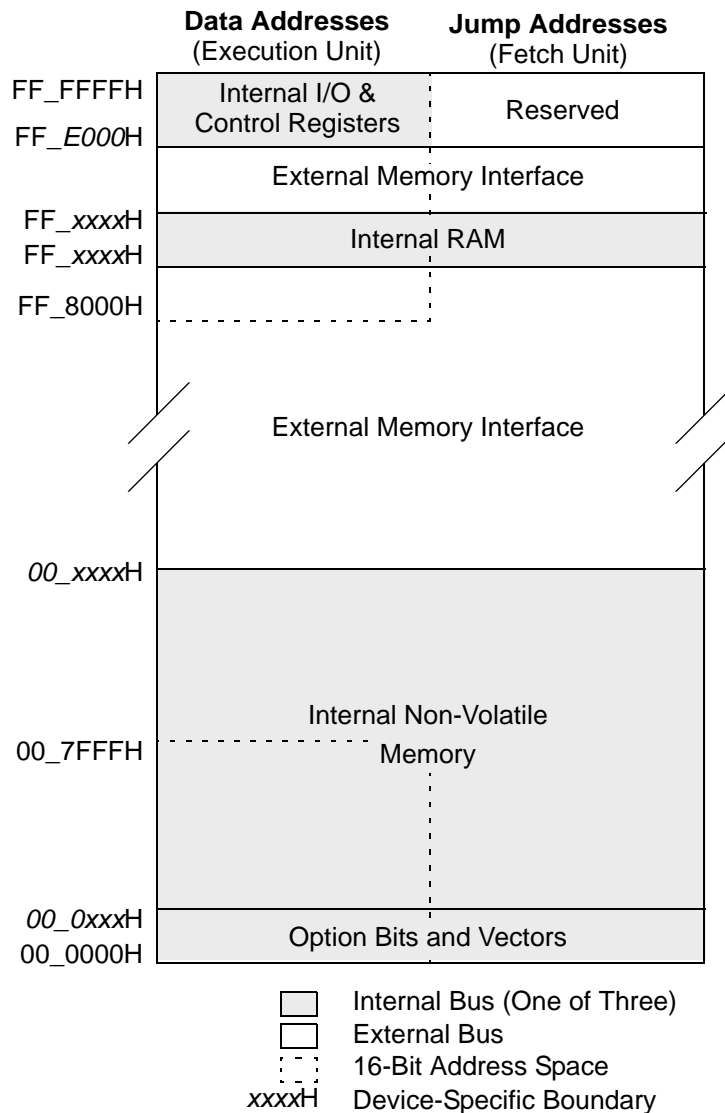 Data Addresses
(Execution Unit)
Jump Addresses
(Fetch Unit)
FF_FFFFH
Internal I/O &
Control Registers
Reserved
FF_E000H
External Memory Interface
FF_xxxxH
Internal RAM
FF_xxxxH
FF_8000H
External Memory Interface
00_xxxxH
Internal Non-Volatile
00_7FFFH
Memory
00_0xxxH
Option Bits and Vectors
00_0000H
Internal Bus (One of Three)
External Bus
16-Bit Address Space
xxxxH Device-Specific Boundary